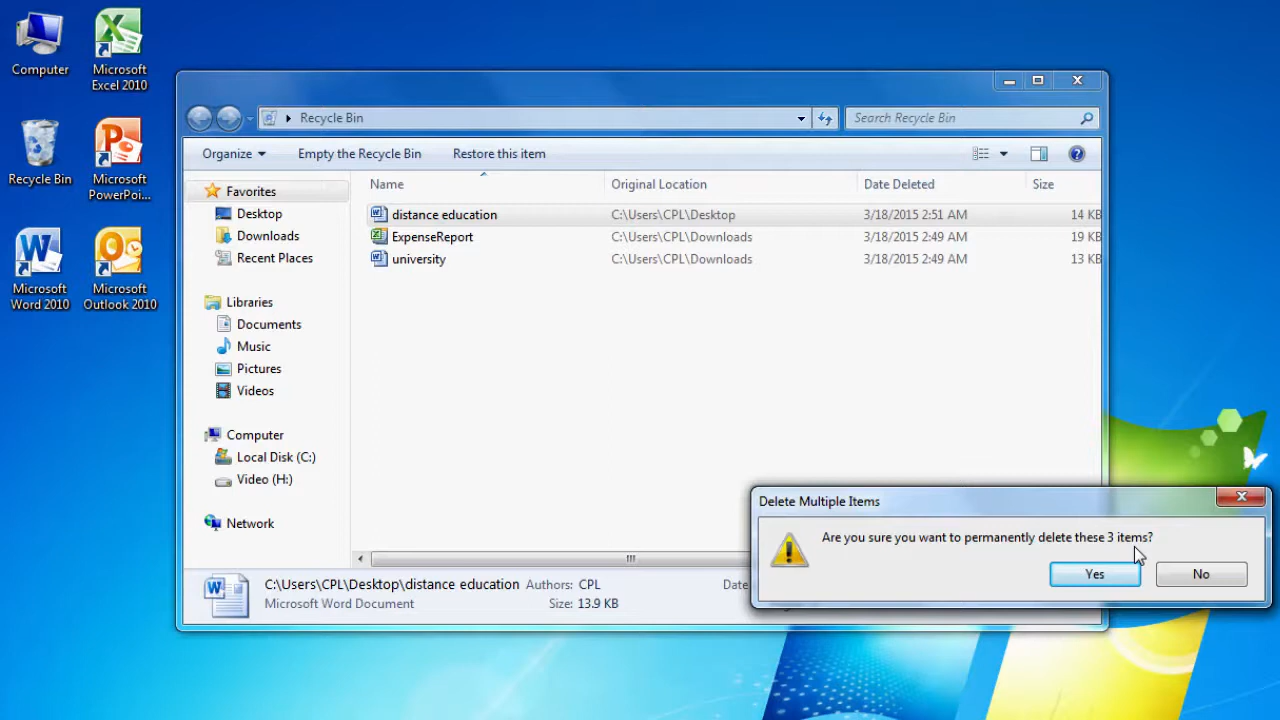 Computer
Microsoft
Excel 2010
Recycle Bin
Microsoft
PowerPoi...
Microsoft
Word 2010
Microsoft
Outlook 2010
Recycle Bin
Search Recycle Bin
Organize
Empty the Recycle Bin
Restore this item
Favorites
Desktop
Downloads
Recent Places
Libraries
Documents
Music
Pictures
Videos
Computer
Local Disk (C:)
Video (H:)
Network
Name Original Location Date Deleted Size
distance education C:\Users\CPL\Desktop 3/18/2015 2:51 AM 14 KB
ExpenseReport C:\Users\CPL\Downloads 3/18/2015 2:49 AM 19 KB
university C:\Users\CPL\Downloads 3/18/2015 2:49 AM 13 KB
C:\Users\CPL\Desktop\distance education Authors: CPL Date
Microsoft Word Document Size: 13.9 KB
Delete Multiple Items
Are you sure you want to permanently delete these 3 items?
Yes No